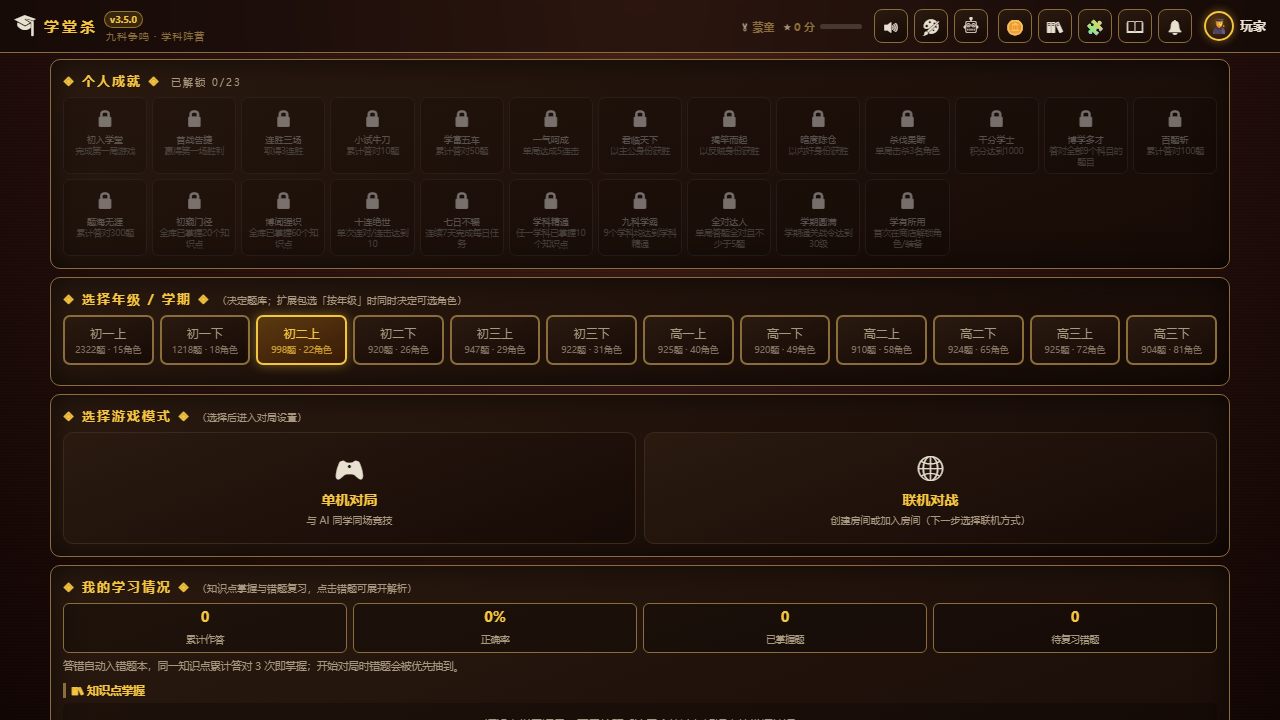 学堂杀 v3.5.0
九科争鸣 · 学科阵营
蒙童 ★ 0 分
玩家
◆ 个人成就 ◆ 已解锁 0/23
初入学堂
完成第一局游戏
首战告捷
赢得第一场胜利
连胜三场
取得3连胜
小试牛刀
累计答对10题
学富五车
累计答对50题
一气呵成
单局达成5连击
君临天下
以主公身份获胜
揭竿而起
以反贼身份获胜
暗度陈仓
以内奸身份获胜
杀伐果断
单局击杀3名角色
千分学士
积分达到1000
博学多才
答对全部9个科目的
题目
百题斩
累计答对100题
题海无涯
累计答对300题
初窥门径
全库已掌握20个知
识点
博闻强识
全库已掌握60个知
识点
十连绝世
单次连对/连击达到
10
七日不辍
连续7天完成每日任
务
学科精通
任一学科已掌握10
个知识点
九科学霸
9个学科均达到学科
精通
全对达人
单局答题全对且不
少于5题
学期圆满
学期通关战令达到
30级
学有所用
首次在商店解锁角
色/装备
◆ 选择年级 / 学期 ◆ （决定题库；扩展包选「按年级」时同时决定可选角色）
初一上
2322题 · 15角色
初一下
1218题 · 18角色
初二上
998题 · 22角色
初二下
920题 · 26角色
初三上
947题 · 29角色
初三下
922题 · 31角色
高一上
925题 · 40角色
高一下
920题 · 49角色
高二上
910题 · 58角色
高二下
924题 · 65角色
高三上
925题 · 72角色
高三下
904题 · 81角色
◆ 选择游戏模式 ◆ （选择后进入对局设置）
单机对局
与 AI 同学同场竞技
联机对战
创建房间或加入房间（下一步选择联机方式）
◆ 我的学习情况 ◆ （知识点掌握与错题复习，点击错题可展开解析）
0
累计作答
0%
正确率
0
已掌握题
0
待复习错题
答错自动入错题本，同一知识点累计答对 3 次即掌握；开始对局时错题会被优先抽到。
知识点掌握